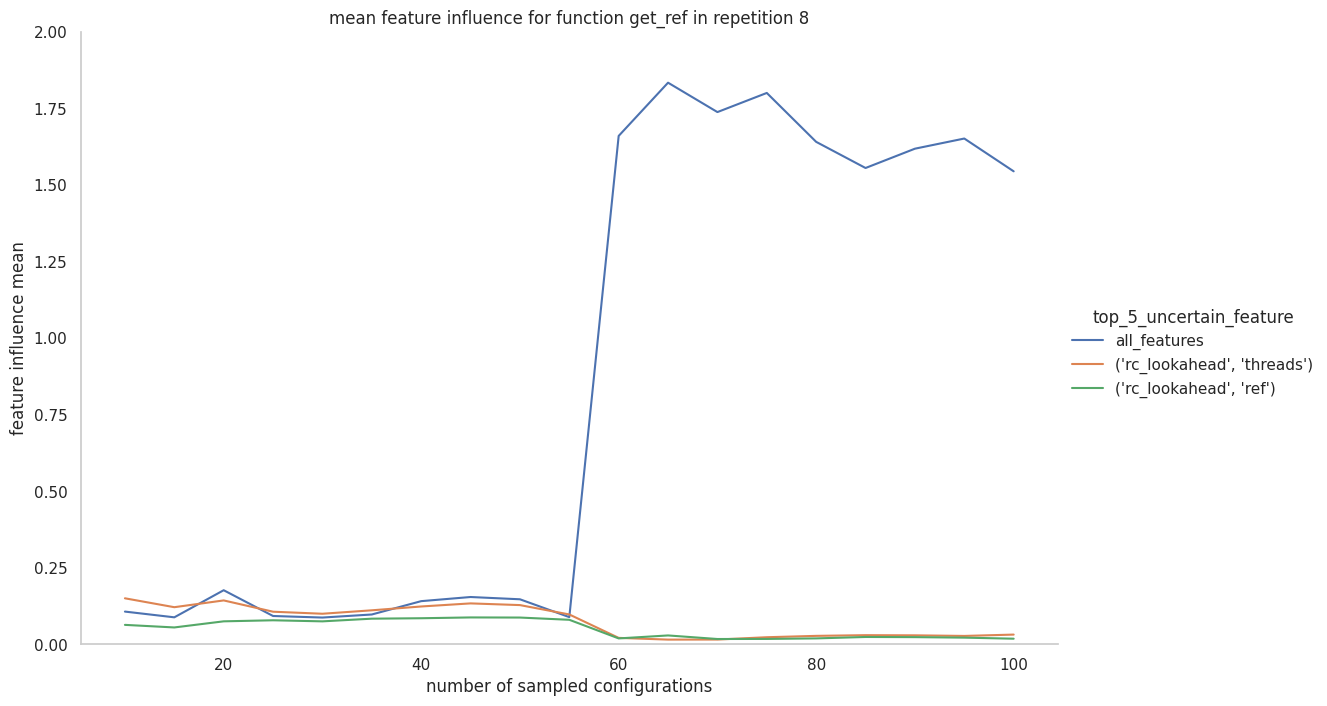 mean feature influence for function get_ref in repetition 8
2.00
1.75
1.50
1.25
1.00
0.75
0.50
0.25
0.00
feature influence mean
20
40
60
80
100
number of sampled configurations
top_5_uncertain_feature
all_features
('rc_lookahead', 'threads')
('rc_lookahead', 'ref')